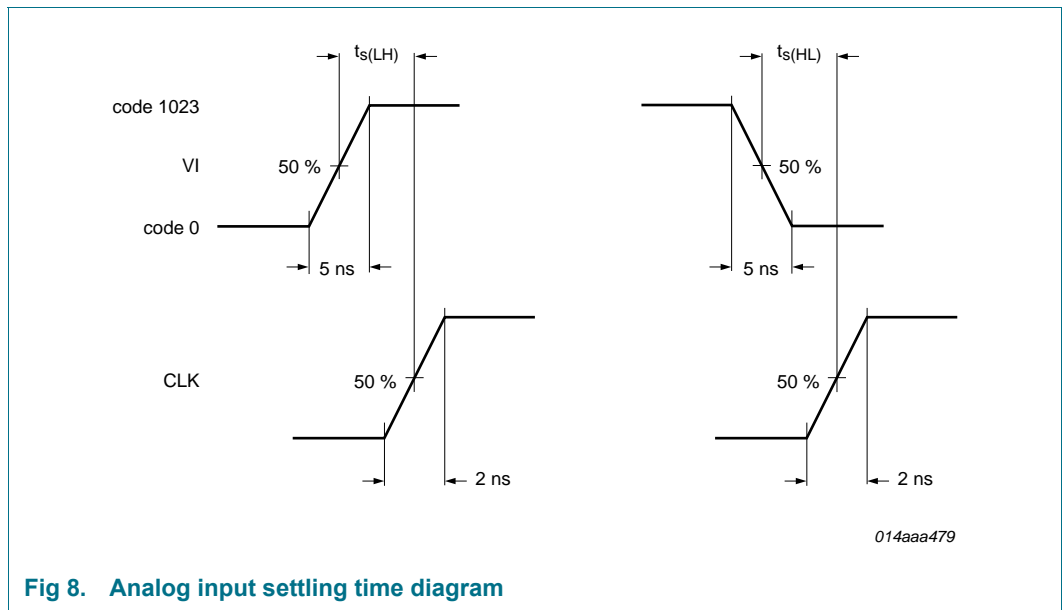 ts(LH)
ts(HL)
code 1023
VI
50 %
50 %
code 0
5 ns
5 ns
CLK
50 %
50 %
2 ns
2 ns
014aaa479
Fig 8. Analog input settling time diagram